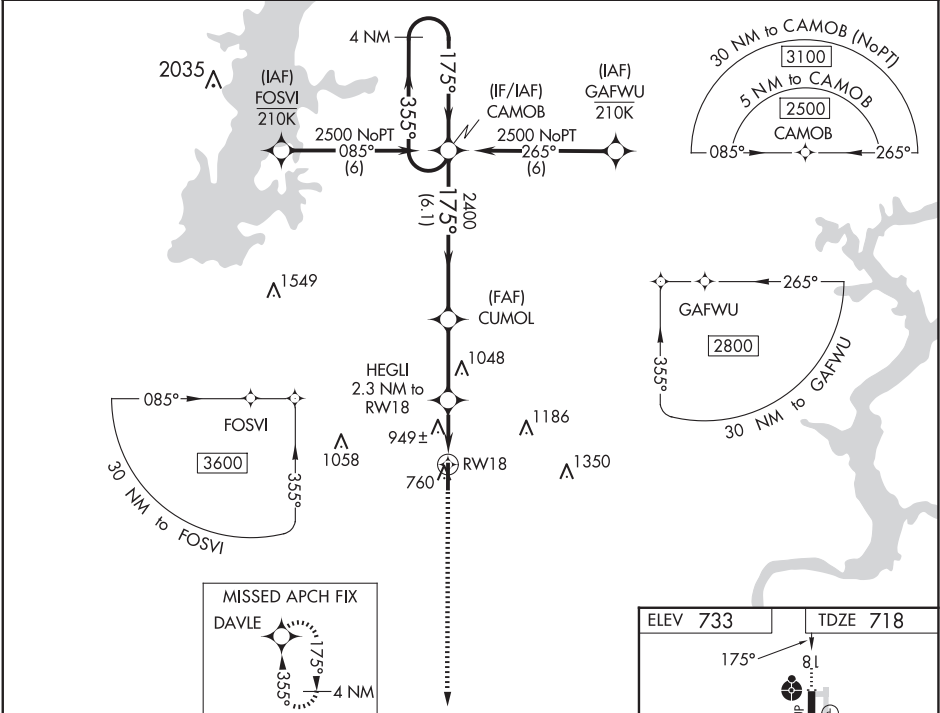 4 NM
175°
355°
2035
(IAF)
FOSVI
210K
2500 NoPT
085°
(6)
(IF/IAF)
CAMOB
(IAF)
GAFWU
210K
2500 NoPT
265°
(6)
30 NM to CAMOB (NoPT)
3100
5 NM to CAMOB
2500
CAMOB
085°
265°
2400
175°
(6.1)
1549
(FAF)
CUMOL
1048
HEGLI
2.3 NM to
RW18
949±
1186
1058
760
RW18
1350
265°
GAFWU
2800
355°
30 NM to GAFWU
085°
FOSVI
3600
355°
30 NM to FOSVI
MISSED APCH FIX
DAVLE
175°
355°
4 NM
ELEV 733
TDZE 718
175°
18